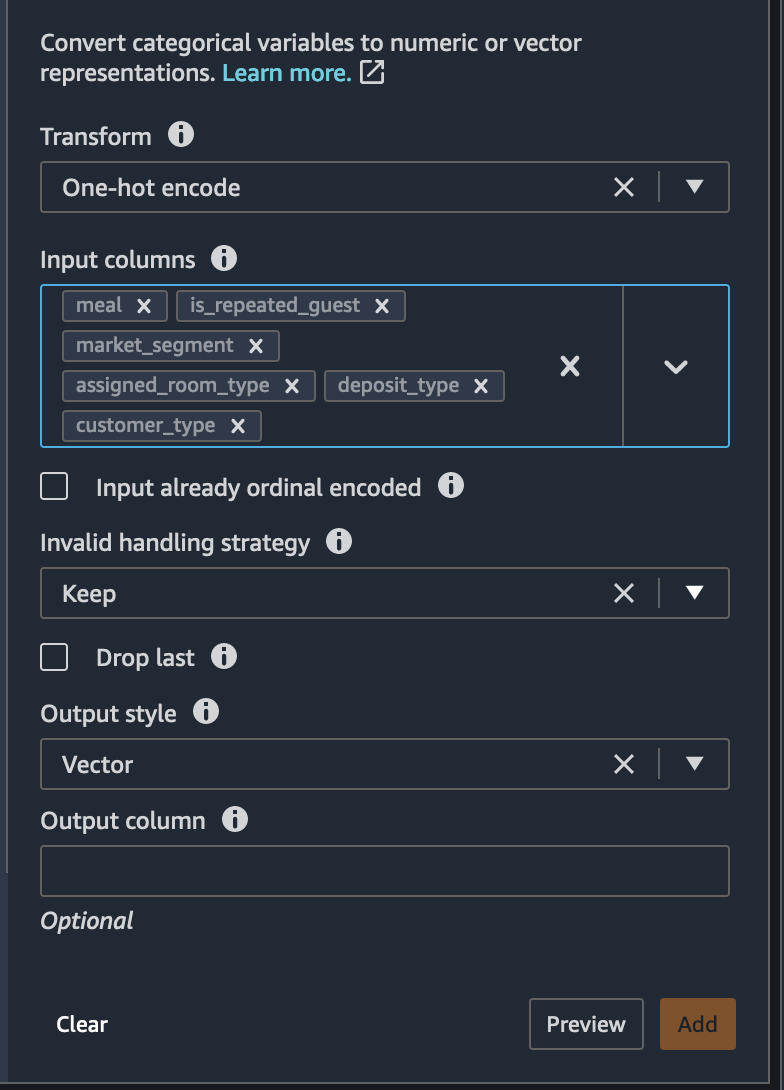 Convert categorical variables to numeric or vector
representations. Learn more.
Transform
One-hot encode
Input columns
meal is_repeated_guest
market_segment
assigned_room_type deposit_type
customer_type
Input already ordinal encoded
Invalid handling strategy
Keep
Drop last
Output style
Vector
Output column
Optional
Clear Preview Add